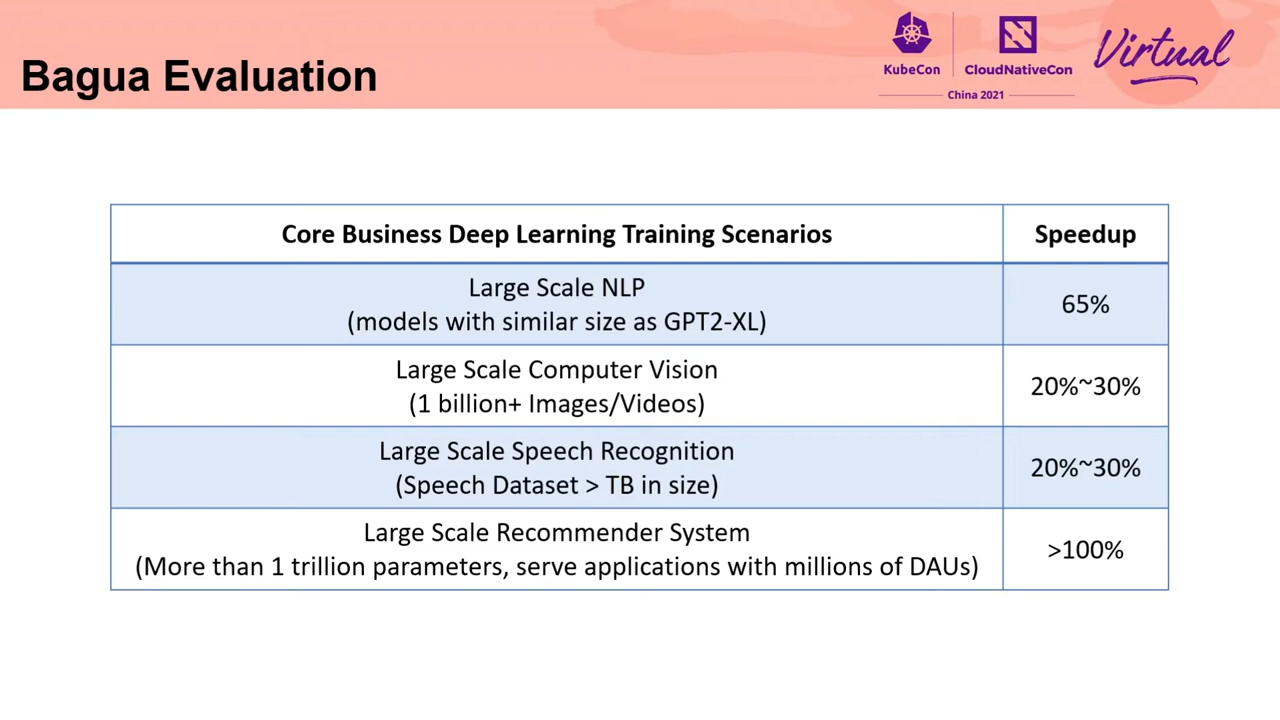 Bagua Evaluation
KubeCon
CloudNativeCon
China 2021
Virtual
Core Business Deep Learning Training Scenarios
Speedup
Large Scale NLP
(models with similar size as GPT2-XL)
65%
Large Scale Computer Vision
(1 billion+ Images/Videos)
20%~30%
Large Scale Speech Recognition
(Speech Dataset > TB in size)
20%~30%
Large Scale Recommender System
(More than 1 trillion parameters, serve applications with millions of DAUs)
>100%